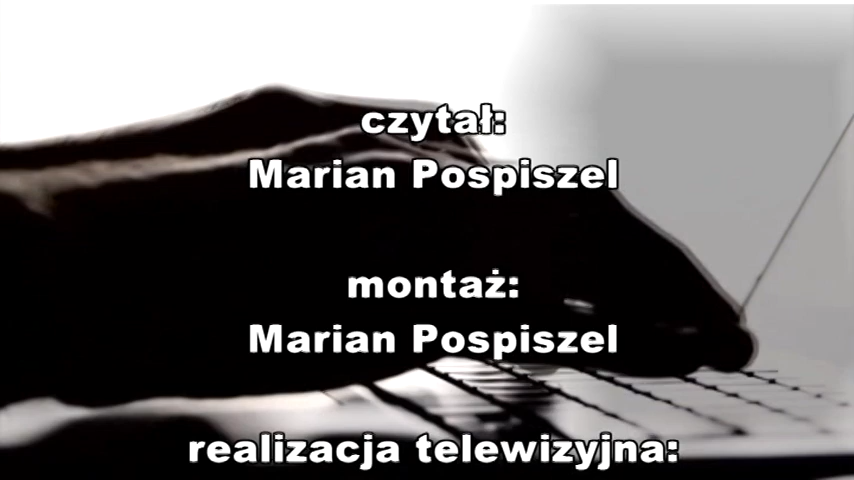 czytał:
Marian Pospiszel
montaż:
Marian Pospiszel
realizacja telewizyjna: